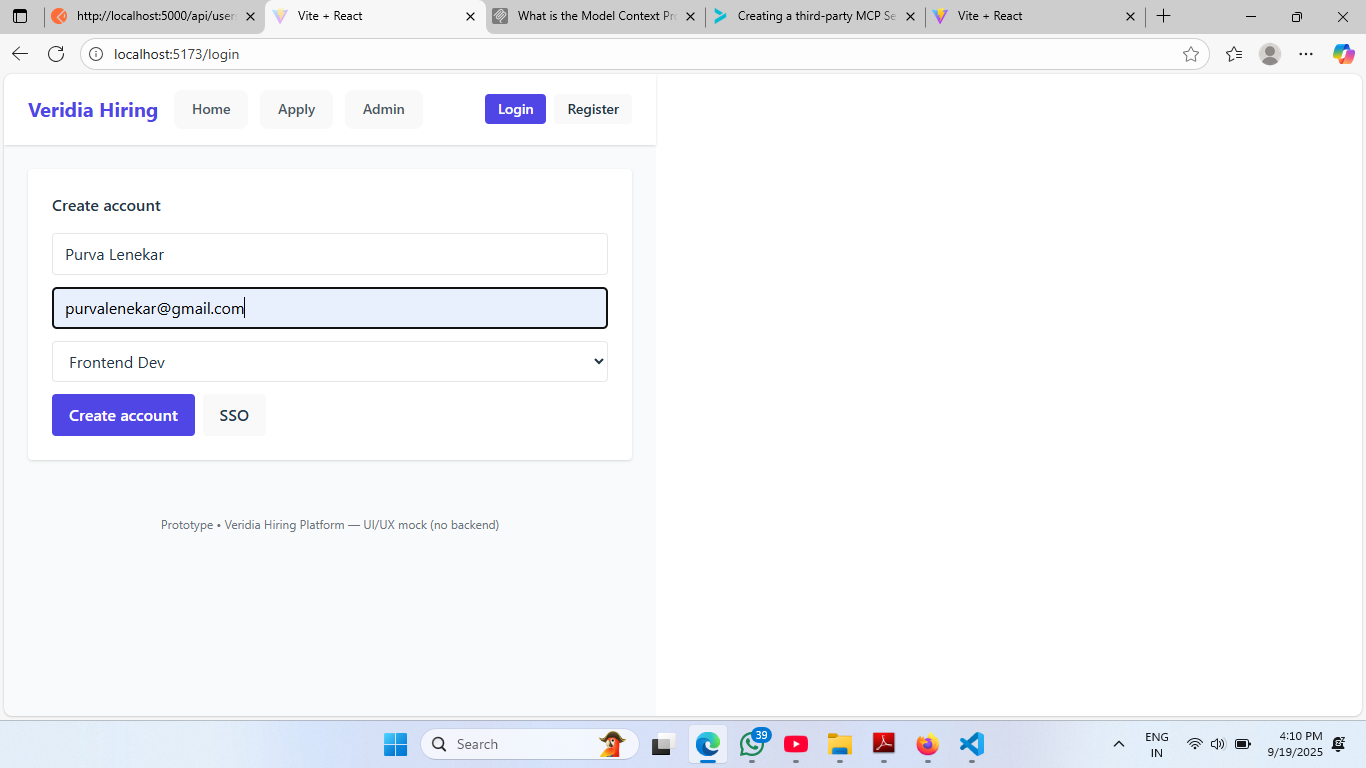 http://localhost:5000/api/user
Vite + React
What is the Model Context Pr
Creating a third-party MCP Se
Vite + React
localhost:5173/login
Veridia Hiring
Home
Apply
Admin
Login
Register
Create account
Purva Lenekar
purvalenekar@gmail.com
Frontend Dev
Create account
SSO
Prototype • Veridia Hiring Platform — UI/UX mock (no backend)
Search
39
ENG
IN
4:10 PM
9/19/2025